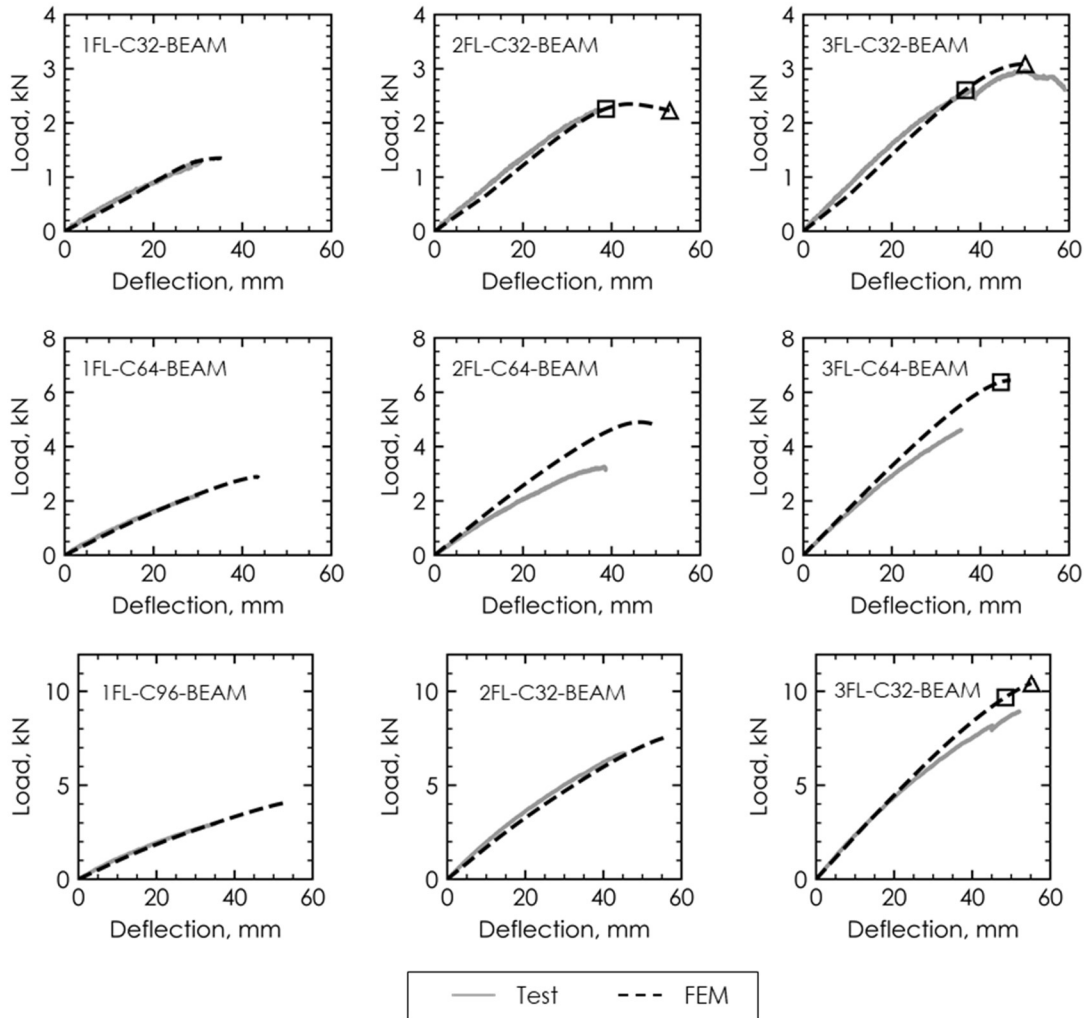 4
3
2
1
0
Load, kN
1FL-C32-BEAM
0 20 40 60
Deflection, mm
4
3
2
1
0
Load, kN
2FL-C32-BEAM
0 20 40 60
Deflection, mm
4
3
2
1
0
Load, kN
3FL-C32-BEAM
0 20 40 60
Deflection, mm
8
6
4
2
0
Load, kN
1FL-C64-BEAM
0 20 40 60
Deflection, mm
8
6
4
2
0
Load, kN
2FL-C64-BEAM
0 20 40 60
Deflection, mm
8
6
4
2
0
Load, kN
3FL-C64-BEAM
0 20 40 60
Deflection, mm
10
5
0
Load, kN
1FL-C96-BEAM
0 20 40 60
Deflection, mm
10
5
0
Load, kN
2FL-C32-BEAM
0 20 40 60
Deflection, mm
10
5
0
Load, kN
3FL-C32-BEAM
0 20 40 60
Deflection, mm
Test FEM